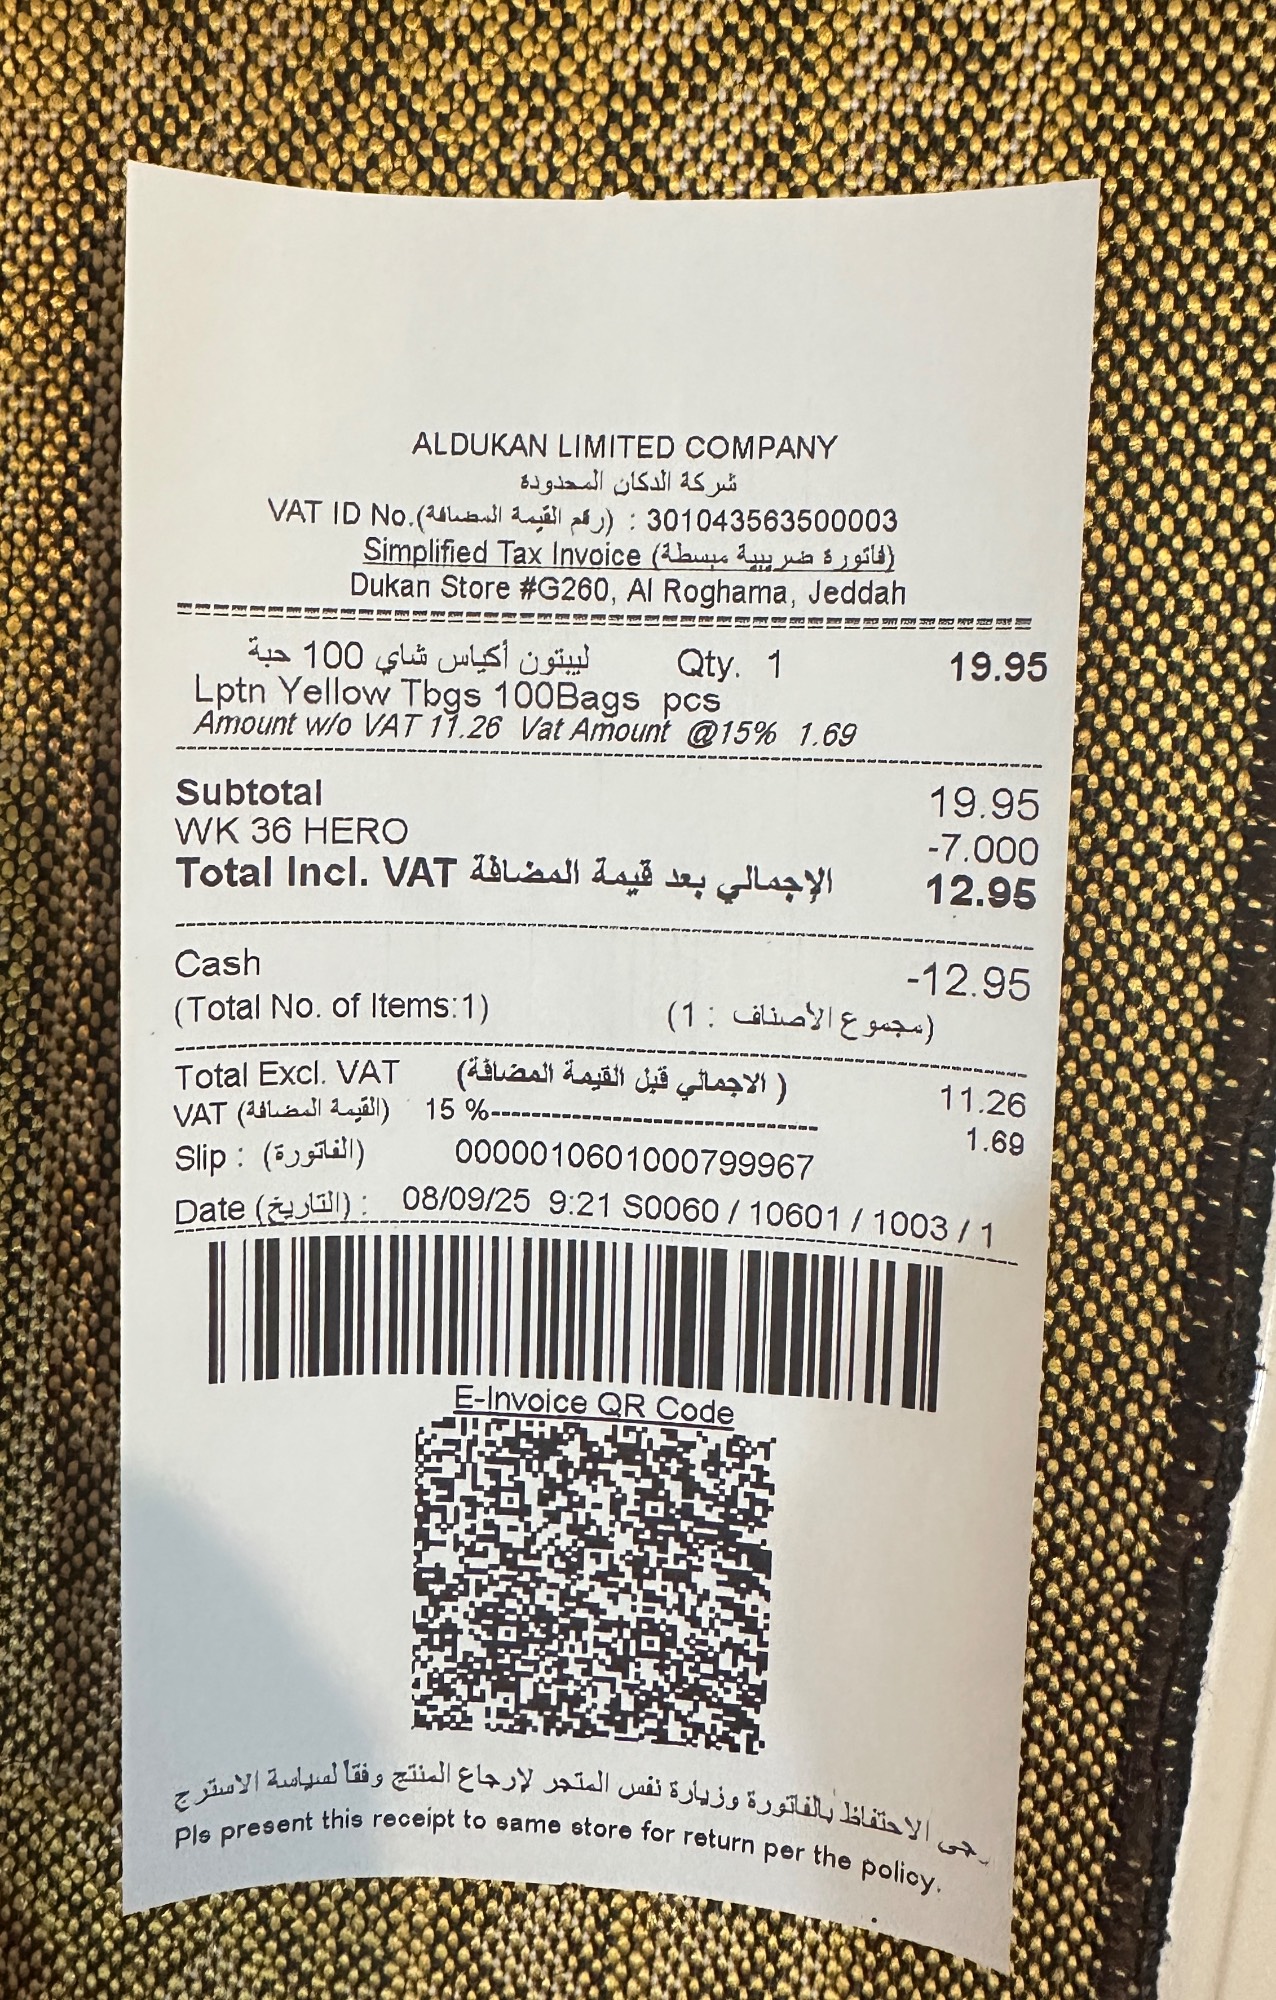 ALDUKAN LIMITED COMPANY
شركة الدكان المحدودة
VAT ID No.(رقم القيمة المضافة) : 301043563500003
Simplified Tax Invoice (فاتورة ضريبية مبسطة)
Dukan Store #G260, Al Roghama, Jeddah
ليبتون أكياس شاي 100 حبة Qty. 1 19.95
Lptn Yellow Tbgs 100Bags pcs
Amount w/o VAT 11.26 Vat Amount @15% 1.69
Subtotal 19.95
WK 36 HERO -7.000
Total Incl. VAT الإجمالي بعد قيمة المضافة 12.95
Cash -12.95
(Total No. of Items:1) (مجموع الأصناف : 1)
Total Excl. VAT (الاجمالي قبل القيمة المضافة ) 11.26
VAT (القيمة المضافة) 15 % 1.69
Slip : (الفاتورة) 0000010601000799967
Date (التاريخ) : 08/09/25 9:21 S0060 / 10601 / 1003 / 1
E-Invoice QR Code
رجى الاحتفاظ بالفاتورة وزيارة نفس المتجر لإرجاع المنتج وفقا لسياسة الاسترج
Pls present this receipt to same store for return per the policy.